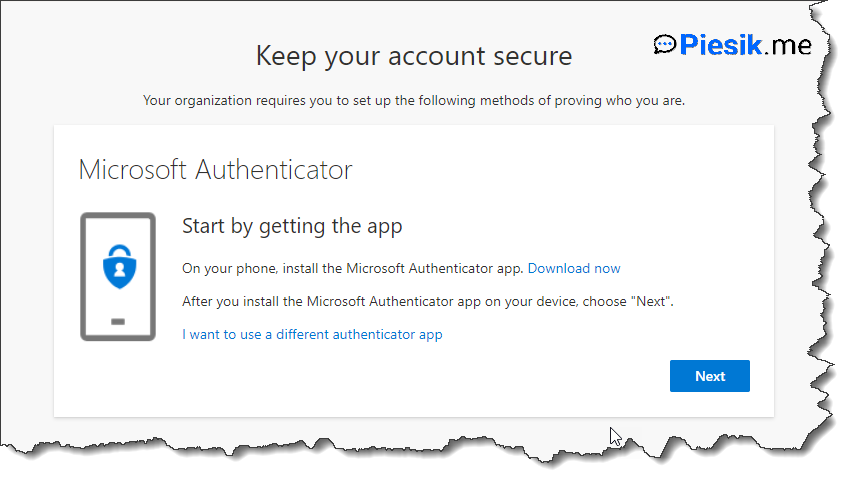 Piesik.me
Keep your account secure
Your organization requires you to set up the following methods of proving who you are.
Microsoft Authenticator
Start by getting the app
On your phone, install the Microsoft Authenticator app. Download now
After you install the Microsoft Authenticator app on your device, choose "Next".
I want to use a different authenticator app
Next